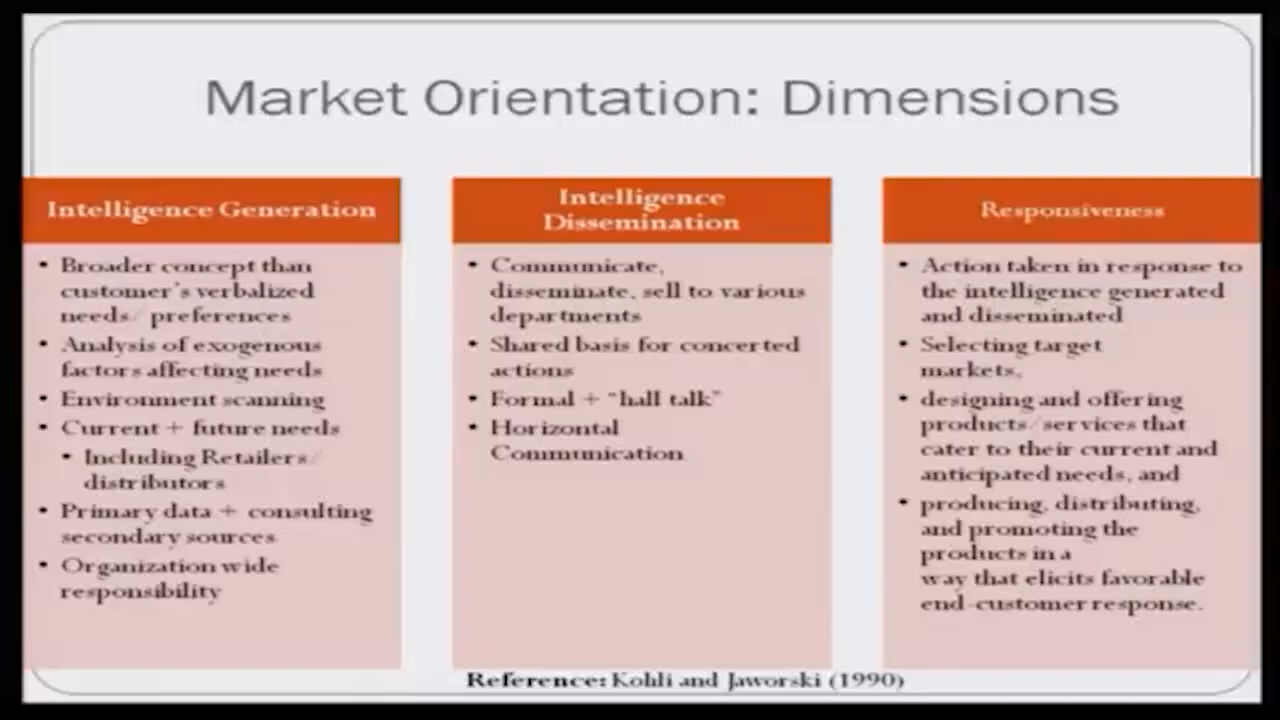 Market Orientation: Dimensions
Intelligence Generation
• Broader concept than
customer's verbalized
needs/ preferences
• Analysis of exogenous
factors affecting needs
• Environment scanning
• Current + future needs
• Including Retailers/
distributors
• Primary data + consulting
secondary sources
• Organization wide
responsibility
Intelligence
Dissemination
• Communicate,
disseminate, sell to various
departments
• Shared basis for concerted
actions
• Formal + "hall talk"
• Horizontal
Communication
Responsiveness
• Action taken in response to
the intelligence generated
and disseminated
• Selecting target
markets,
• designing and offering
products/services that
cater to their current and
anticipated needs, and
• producing, distributing,
and promoting the
products in a
way that elicits favorable
end-customer response.
Reference: Kohli and Jaworski (1990)